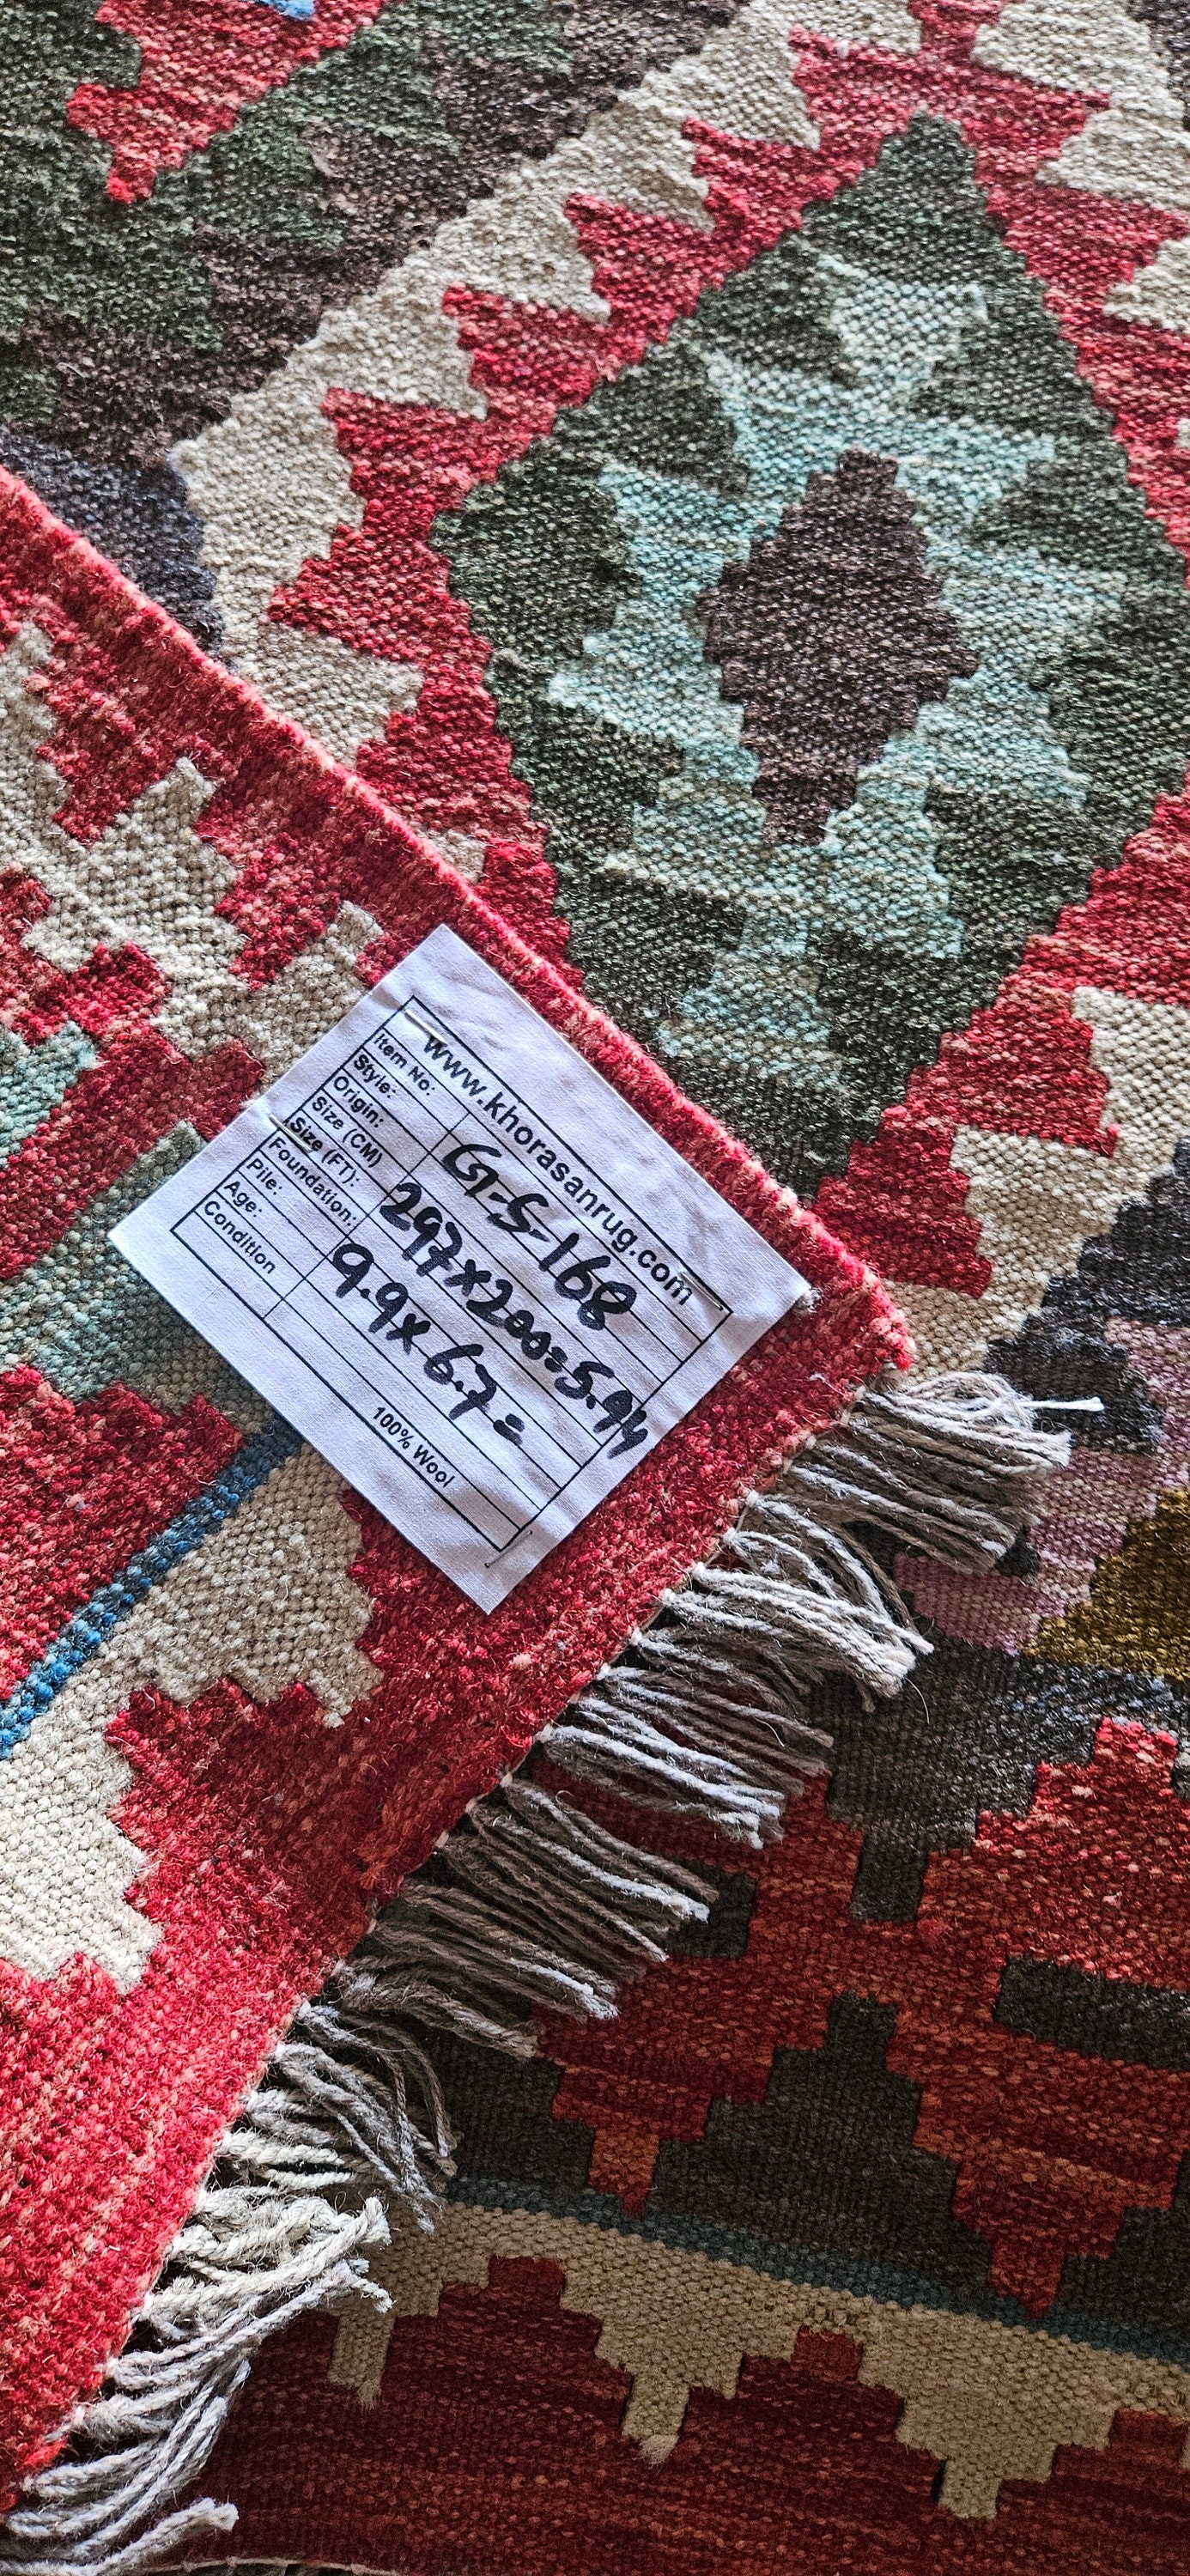 www.khorasanrug.com
Item No: GT-S-168
Style:
Origin:
Size (CM) 297x200=5.94
Size (FT): 9.9x6.7=
Foundation:
Pile: 100% Wool
Age:
Condition